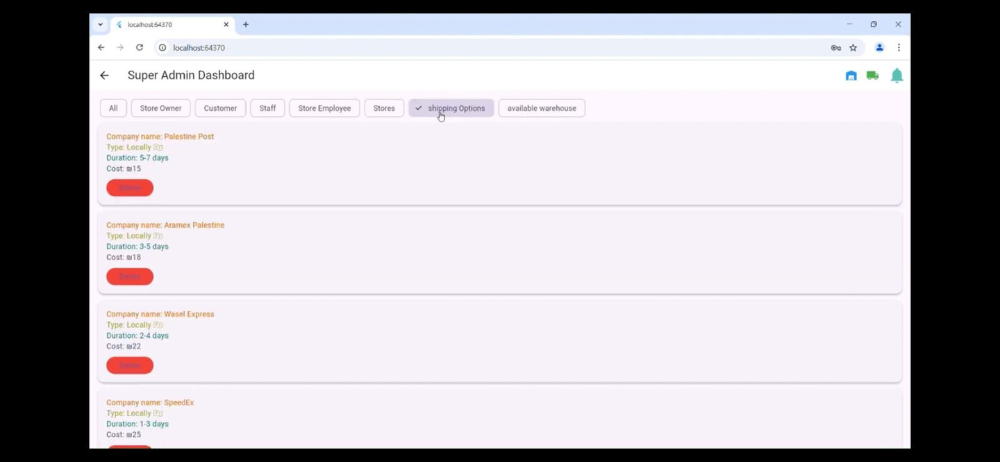 localhost:64370
localhost:64370
Super Admin Dashboard
All
Store Owner
Customer
Staff
Store Employee
Stores
shipping Options
available warehouse
Company name: Palestine Post
Type: Locally
Duration: 5-7 days
Cost: ₪15
Delete
Company name: Aramex Palestine
Type: Locally
Duration: 3-5 days
Cost: ₪18
Delete
Company name: Wasel Express
Type: Locally
Duration: 2-4 days
Cost: ₪22
Delete
Company name: SpeedEx
Type: Locally
Duration: 1-3 days
Cost: ₪25